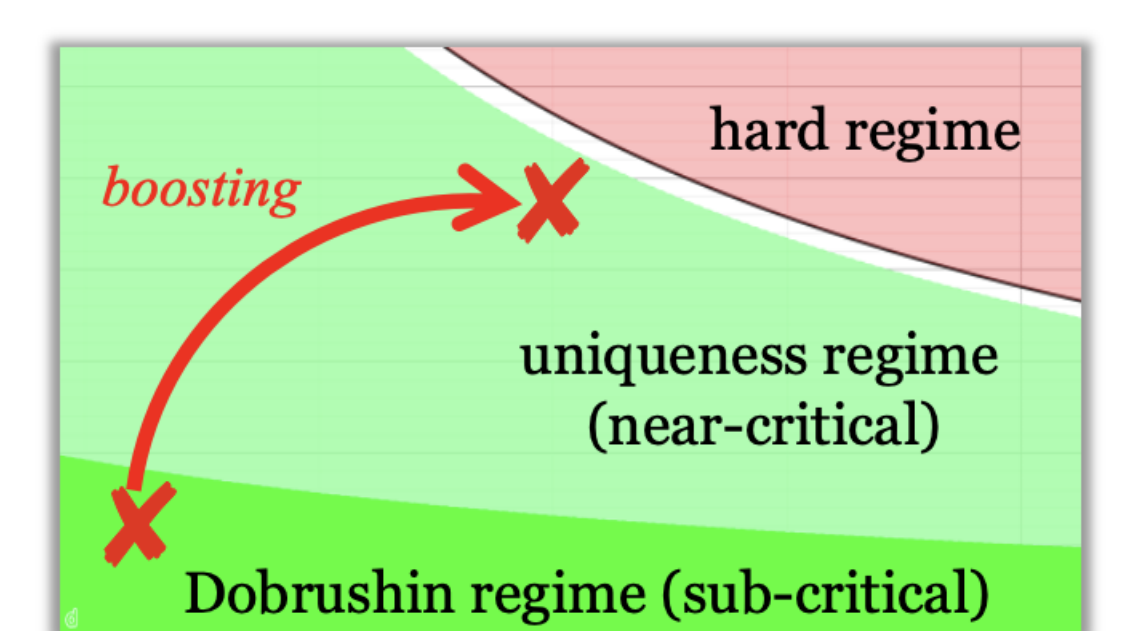 hard regime
boosting
uniqueness regime
(near-critical)
Dobrushin regime (sub-critical)